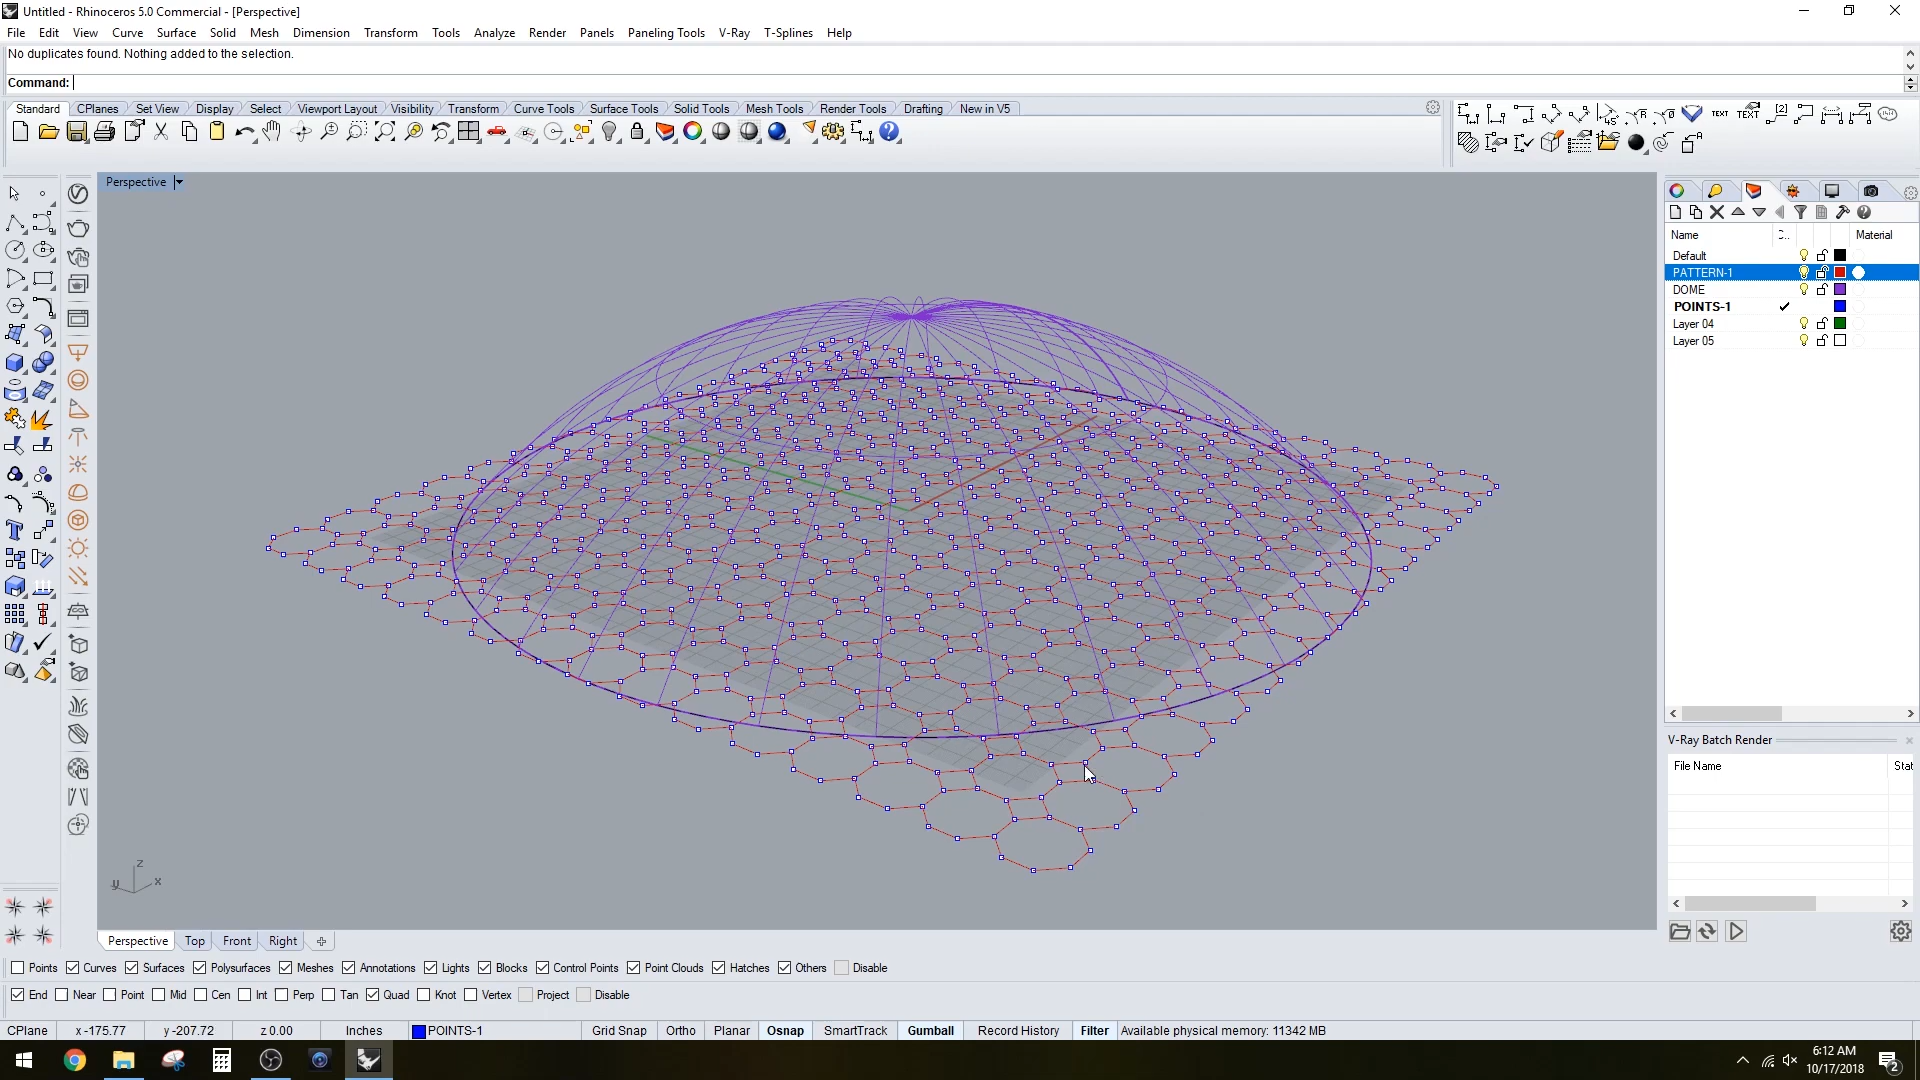 Untitled - Rhinoceros 5.0 Commercial - [Perspective]
File Edit View Curve Surface Solid Mesh Dimension Transform Tools Analyze Render Panels Paneling Tools V-Ray T-Splines Help
No duplicates found. Nothing added to the selection.
Command:
Standard CPlanes Set View Display Select Viewport Layout Visibility Transform Curve Tools Surface Tools Solid Tools Mesh Tools Render Tools Drafting New in V5
TEXT TEXT
Perspective
Name Material
Default
PATTERN-1
DOME
POINTS-1
Layer 04
Layer 05
V-Ray Batch Render
File Name Stat
z
y x
Perspective Top Front Right
Points Curves Surfaces Polysurfaces Meshes Annotations Lights Blocks Control Points Point Clouds Hatches Others Disable
End Near Point Mid Cen Int Perp Tan Quad Knot Vertex Project Disable
CPlane x -175.77 y -207.72 z 0.00 Inches POINTS-1 Grid Snap Ortho Planar Osnap SmartTrack Gumball Record History Filter Available physical memory: 11342 MB
6:12 AM
10/17/2018
2